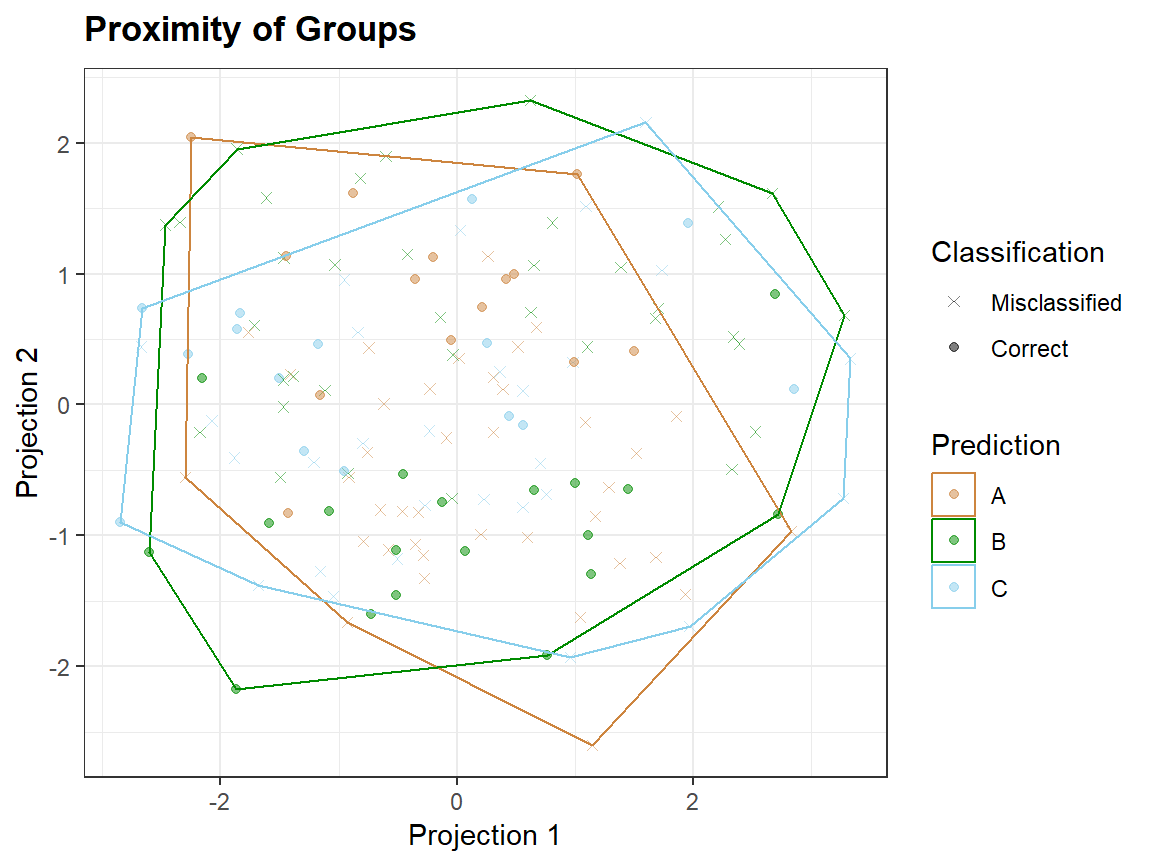 Proximity of Groups
Projection 2
2
1
0
-1
-2
-2
0
2
Projection 1
Classification
Misclassified
Correct
Prediction
A
B
C